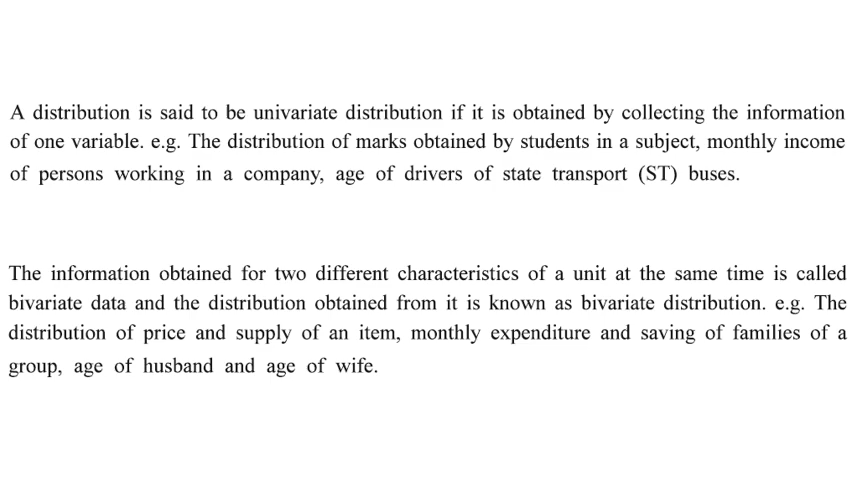 A distribution is said to be univariate distribution if it is obtained by collecting the information
of one variable. e.g. The distribution of marks obtained by students in a subject, monthly income
of persons working in a company, age of drivers of state transport (ST) buses.
The information obtained for two different characteristics of a unit at the same time is called
bivariate data and the distribution obtained from it is known as bivariate distribution. e.g. The
distribution of price and supply of an item, monthly expenditure and saving of families of a
group, age of husband and age of wife.